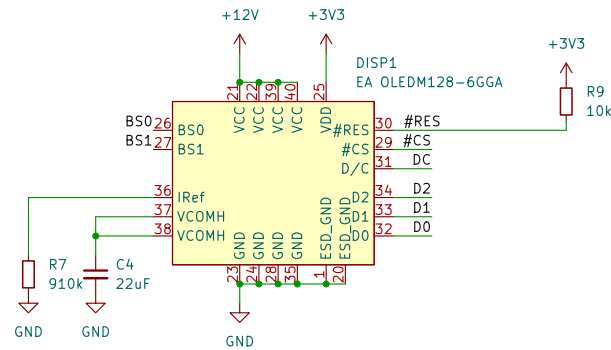 +12V
+3V3
+3V3
DISP1
EA OLEDM128-6GGA
21
22
39
40
25
VCC
VCC
VCC
VCC
VDD
R9
10k
BS0
26
BS0
BS1
27
BS1
#RES
30
#RES
#CS
29
#CS
D/C
31
DC
36
IRef
37
VCOMH
38
VCOMH
D2
34
D2
D1
33
D1
D0
32
D0
GND
GND
GND
GND
ESD_GND
ESD_GND
23
24
28
35
1
20
R7
910k
C4
22uF
GND
GND
GND